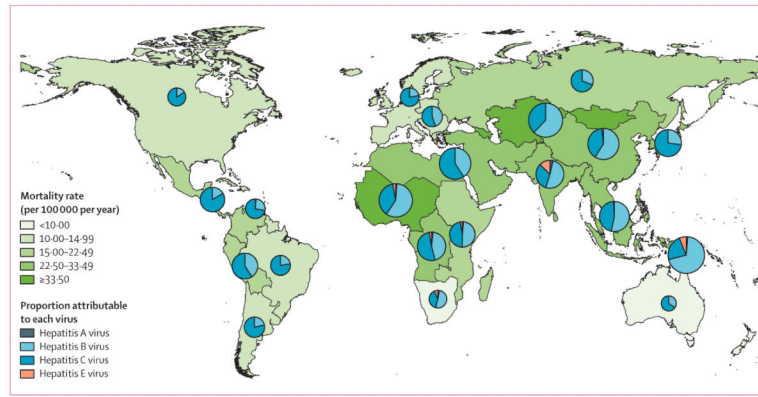 Mortality rate
(per 100 000 per year)
<10·00
10·00–14·99
15·00–22·49
22·50–33·49
≥33·50
Proportion attributable
to each virus
Hepatitis A virus
Hepatitis B virus
Hepatitis C virus
Hepatitis E virus